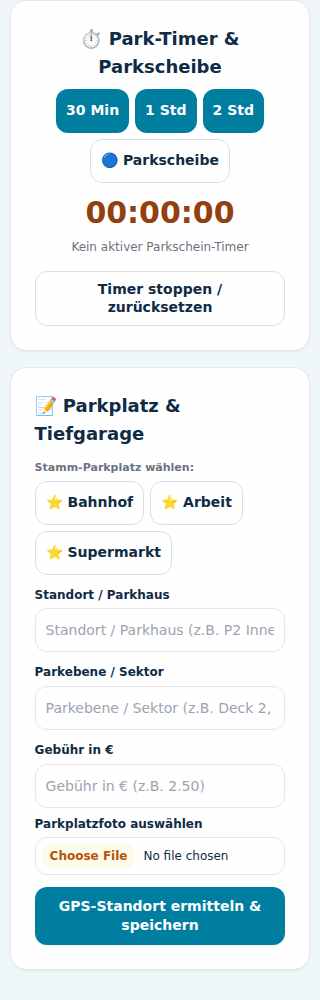 ⏱️ Park-Timer &
Parkscheibe
30 Min 1 Std 2 Std
🔵 Parkscheibe
00:00:00
Kein aktiver Parkschein-Timer
Timer stoppen /
zurücksetzen
📝 Parkplatz &
Tiefgarage
Stamm-Parkplatz wählen:
⭐ Bahnhof ⭐ Arbeit
⭐ Supermarkt
Standort / Parkhaus
Standort / Parkhaus (z.B. P2 Inne
Parkebene / Sektor
Parkebene / Sektor (z.B. Deck 2,
Gebühr in €
Gebühr in € (z.B. 2.50)
Parkplatzfoto auswählen
Choose File No file chosen
GPS-Standort ermitteln &
speichern